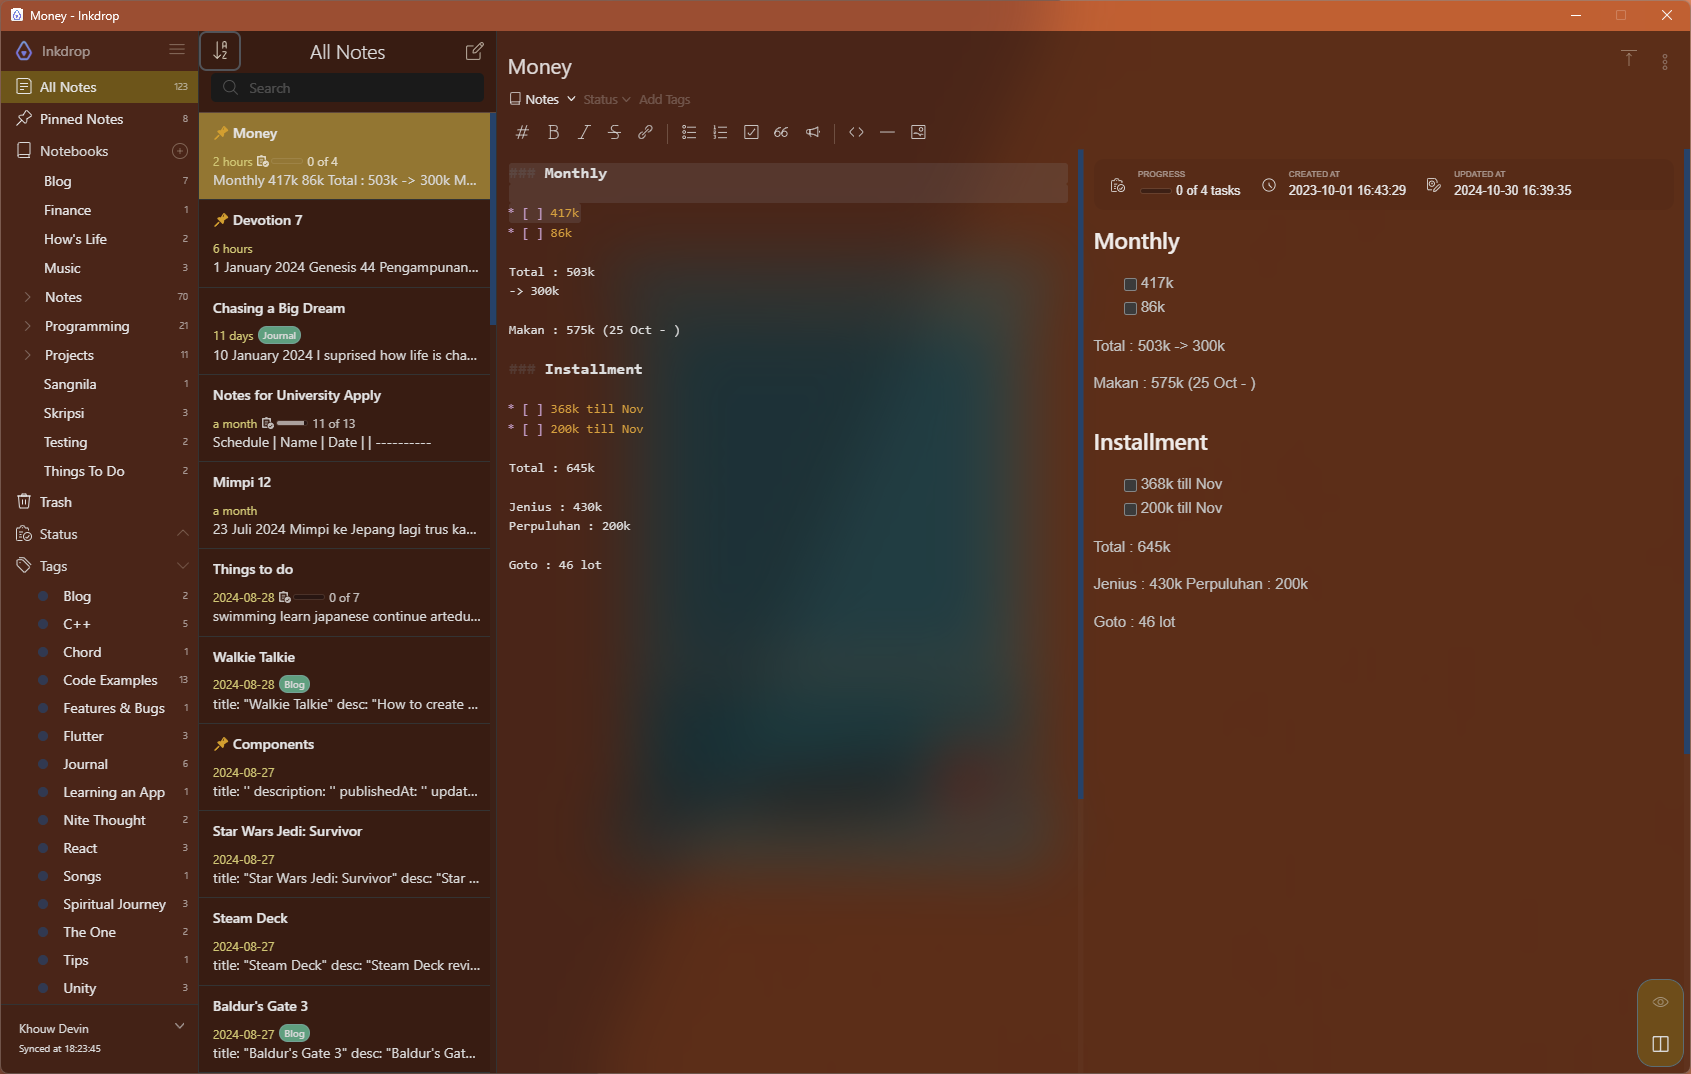 Money - Inkdrop
Inkdrop
All Notes 123
Pinned Notes 8
Notebooks
Blog 7
Finance 1
How's Life 2
Music 3
Notes 70
Programming 21
Projects 11
Sangnila 1
Skripsi 3
Testing 2
Things To Do 2
Trash
Status
Tags
Blog 2
C++ 5
Chord 1
Code Examples 13
Features & Bugs 1
Flutter 3
Journal 6
Learning an App 1
Nite Thought 2
React 3
Songs 1
Spiritual Journey 3
The One 2
Tips 1
Unity 3
Khouw Devin
Synced at 18:23:45
All Notes
Search
Money
2 hours 0 of 4
Monthly 417k 86k Total : 503k -> 300k M...
Devotion 7
6 hours
1 January 2024 Genesis 44 Pengampunan...
Chasing a Big Dream
11 days Journal
10 January 2024 I suprised how life is cha...
Notes for University Apply
a month 11 of 13
Schedule | Name | Date | | ----------
Mimpi 12
a month
23 Juli 2024 Mimpi ke Jepang lagi trus ka...
Things to do
2024-08-28 0 of 7
swimming learn japanese continue artedu...
Walkie Talkie
2024-08-28 Blog
title: "Walkie Talkie" desc: "How to create ...
Components
2024-08-27
title: '' description: '' publishedAt: '' updat...
Star Wars Jedi: Survivor
2024-08-27
title: "Star Wars Jedi: Survivor" desc: "Star ...
Steam Deck
2024-08-27
title: "Steam Deck" desc: "Steam Deck revi...
Baldur's Gate 3
2024-08-27 Blog
title: "Baldur's Gate 3" desc: "Baldur's Gat...
Money
Notes Status Add Tags
### Monthly
* [ ] 417k
* [ ] 86k
Total : 503k
-> 300k
Makan : 575k (25 Oct - )
### Installment
* [ ] 368k till Nov
* [ ] 200k till Nov
Total : 645k
Jenius : 430k
Perpuluhan : 200k
Goto : 46 lot
PROGRESS
0 of 4 tasks
CREATED AT
2023-10-01 16:43:29
UPDATED AT
2024-10-30 16:39:35
Monthly
417k
86k
Total : 503k -> 300k
Makan : 575k (25 Oct - )
Installment
368k till Nov
200k till Nov
Total : 645k
Jenius : 430k Perpuluhan : 200k
Goto : 46 lot